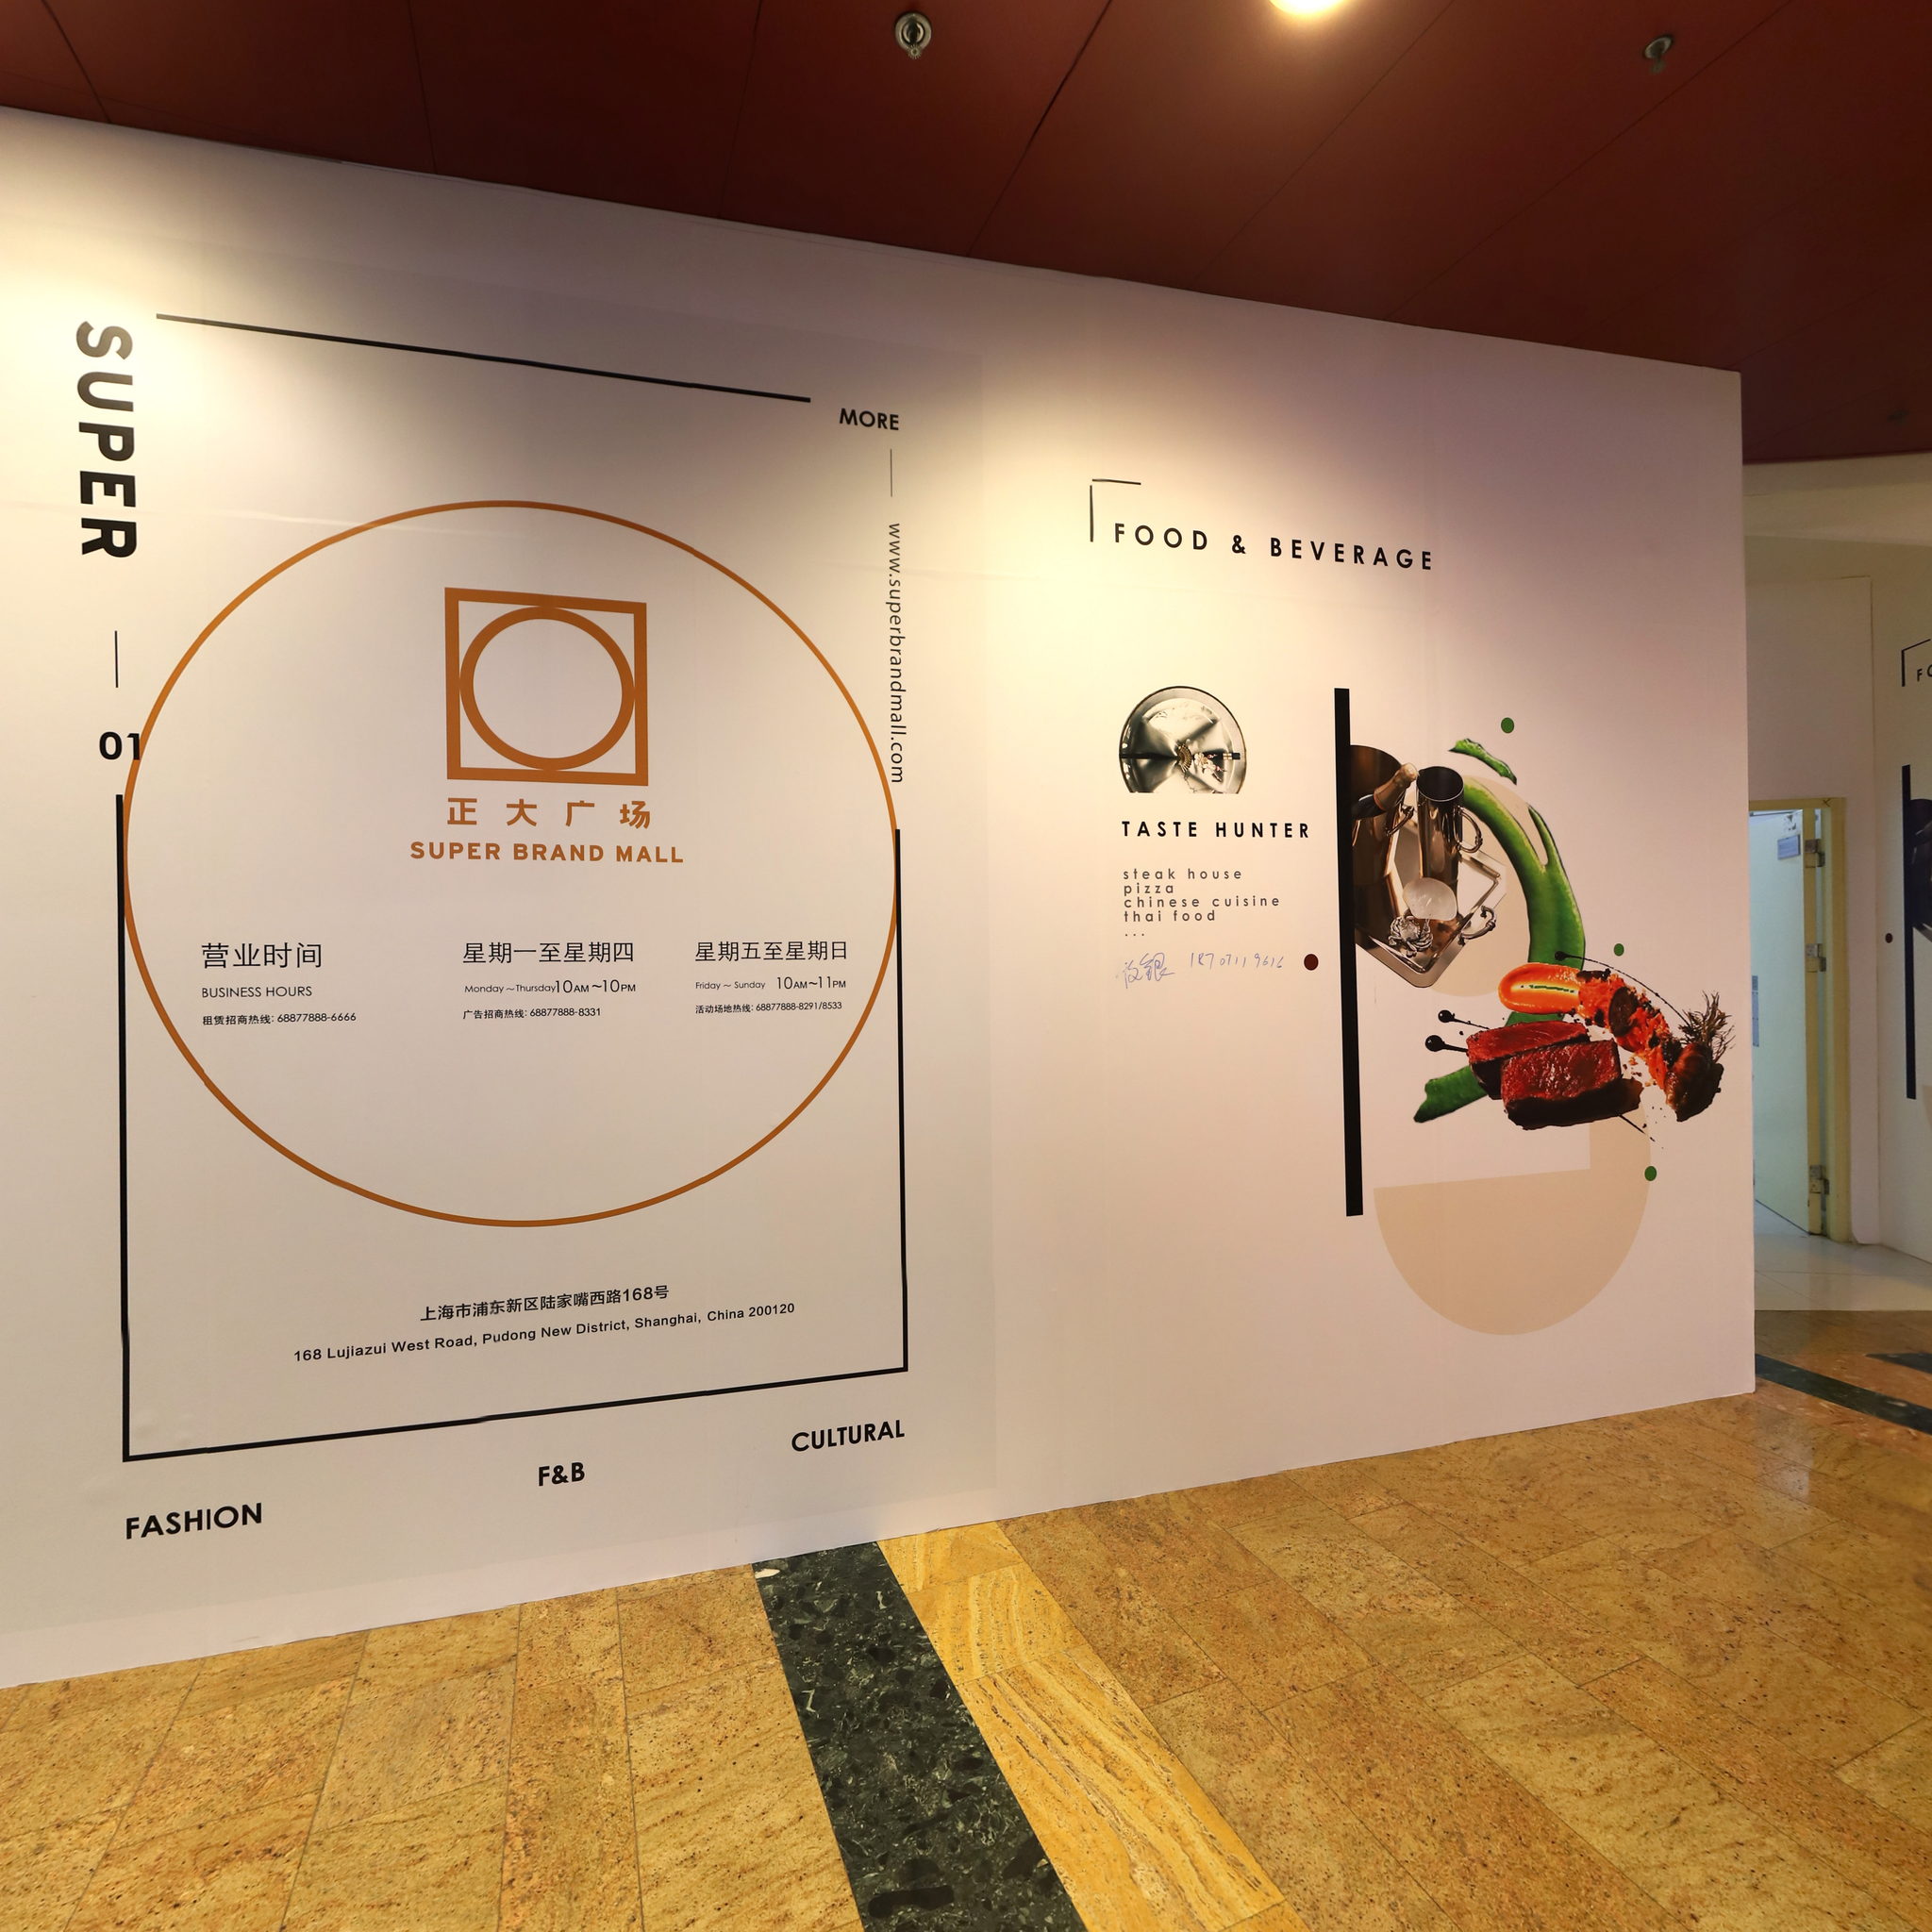 SUPER
01
MORE
www.superbrandmall.com
正大广场
SUPER BRAND MALL
营业时间
BUSINESS HOURS
租赁招商热线: 68877888-6666
星期一至星期四
Monday ~Thursday 10AM~10PM
广告招商热线: 68877888-8331
星期五至星期日
Friday ~ Sunday 10AM~11PM
活动场地热线: 68877888-8291/8533
上海市浦东新区陆家嘴西路168号
168 Lujiazui West Road, Pudong New District, Shanghai, China 200120
FASHION
F&B
CULTURAL
FOOD & BEVERAGE
TASTE HUNTER
steak house
pizza
chinese cuisine
thai food
...